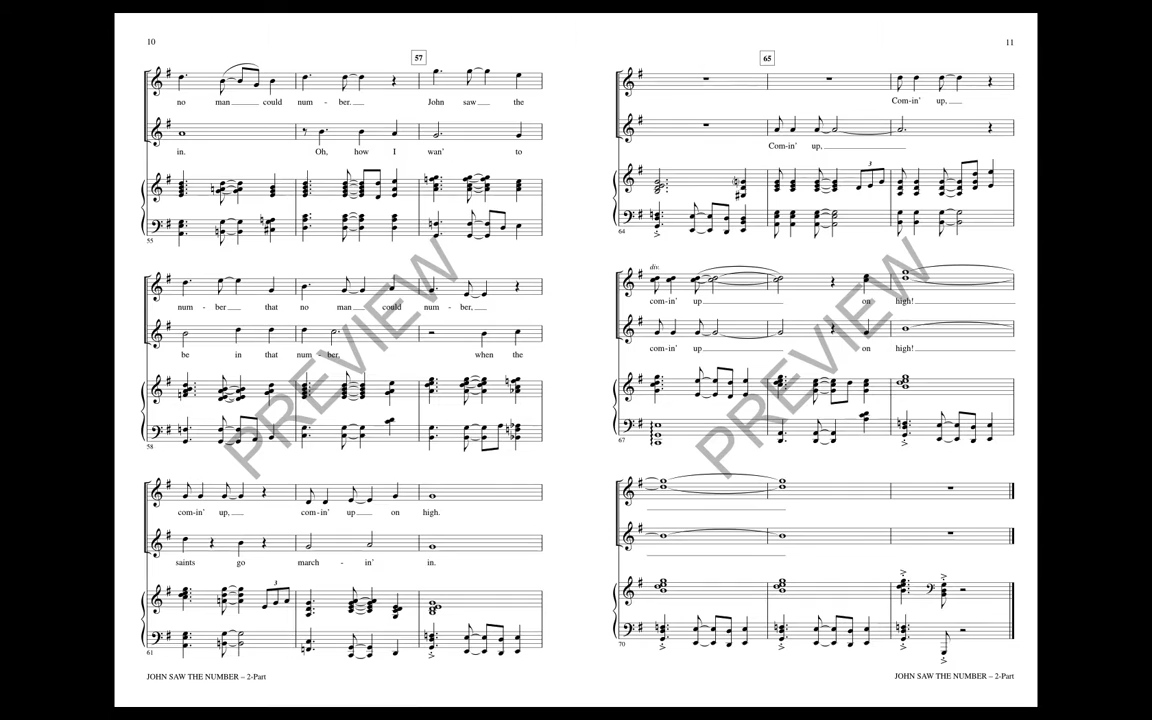 10
57
no man could num - ber. John saw the
in. Oh, how I wan' to
55
num - ber that no man could num - ber,
be in that num - ber, when the
58
com-in' up, com-in' up on high.
saints go march - in' in.
3
61
JOHN SAW THE NUMBER – 2-Part
PREVIEW
11
65
Com-in' up,
Com-in' up,
3
64
div.
com-in' up on high!
com-in' up on high!
67
70
JOHN SAW THE NUMBER – 2-Part
PREVIEW